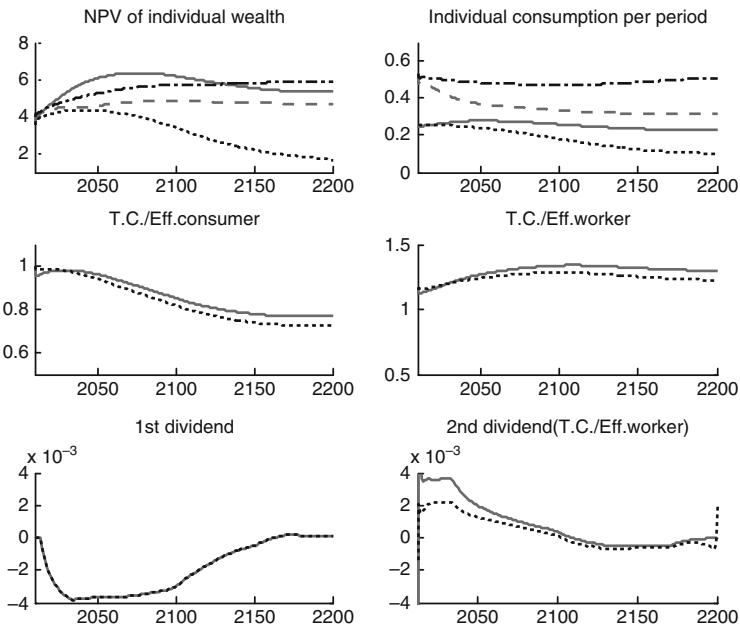 NPV of individual wealth
8
6
4
2
2050 2100 2150 2200
Individual consumption per period
0.6
0.4
0.2
0
2050 2100 2150 2200
T.C./Eff.consumer
1
0.8
0.6
2050 2100 2150 2200
T.C./Eff.worker
1.5
1
0.5
2050 2100 2150 2200
1st dividend
x 10⁻³
4
2
0
−2
−4
2050 2100 2150 2200
2nd dividend(T.C./Eff.worker)
x 10⁻³
4
2
0
−2
−4
2050 2100 2150 2200